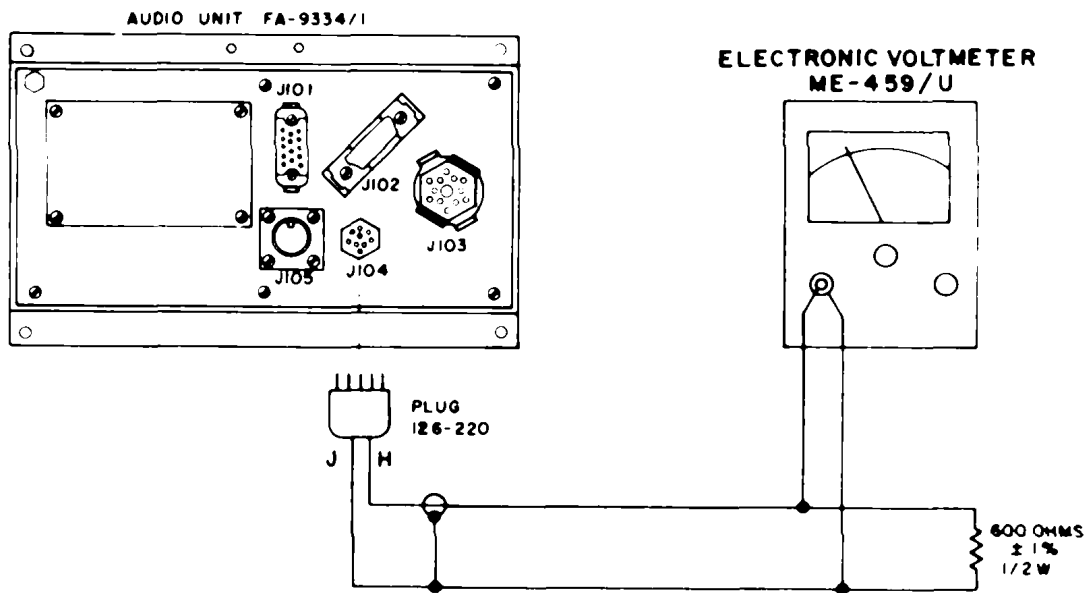 AUDIO UNIT FA-9334/1
ELECTRONIC VOLTMETER
ME-459/U
J101
J102
J103
J104
J105
PLUG
126-220
J H
600 OHMS
± 1%
1/2 W